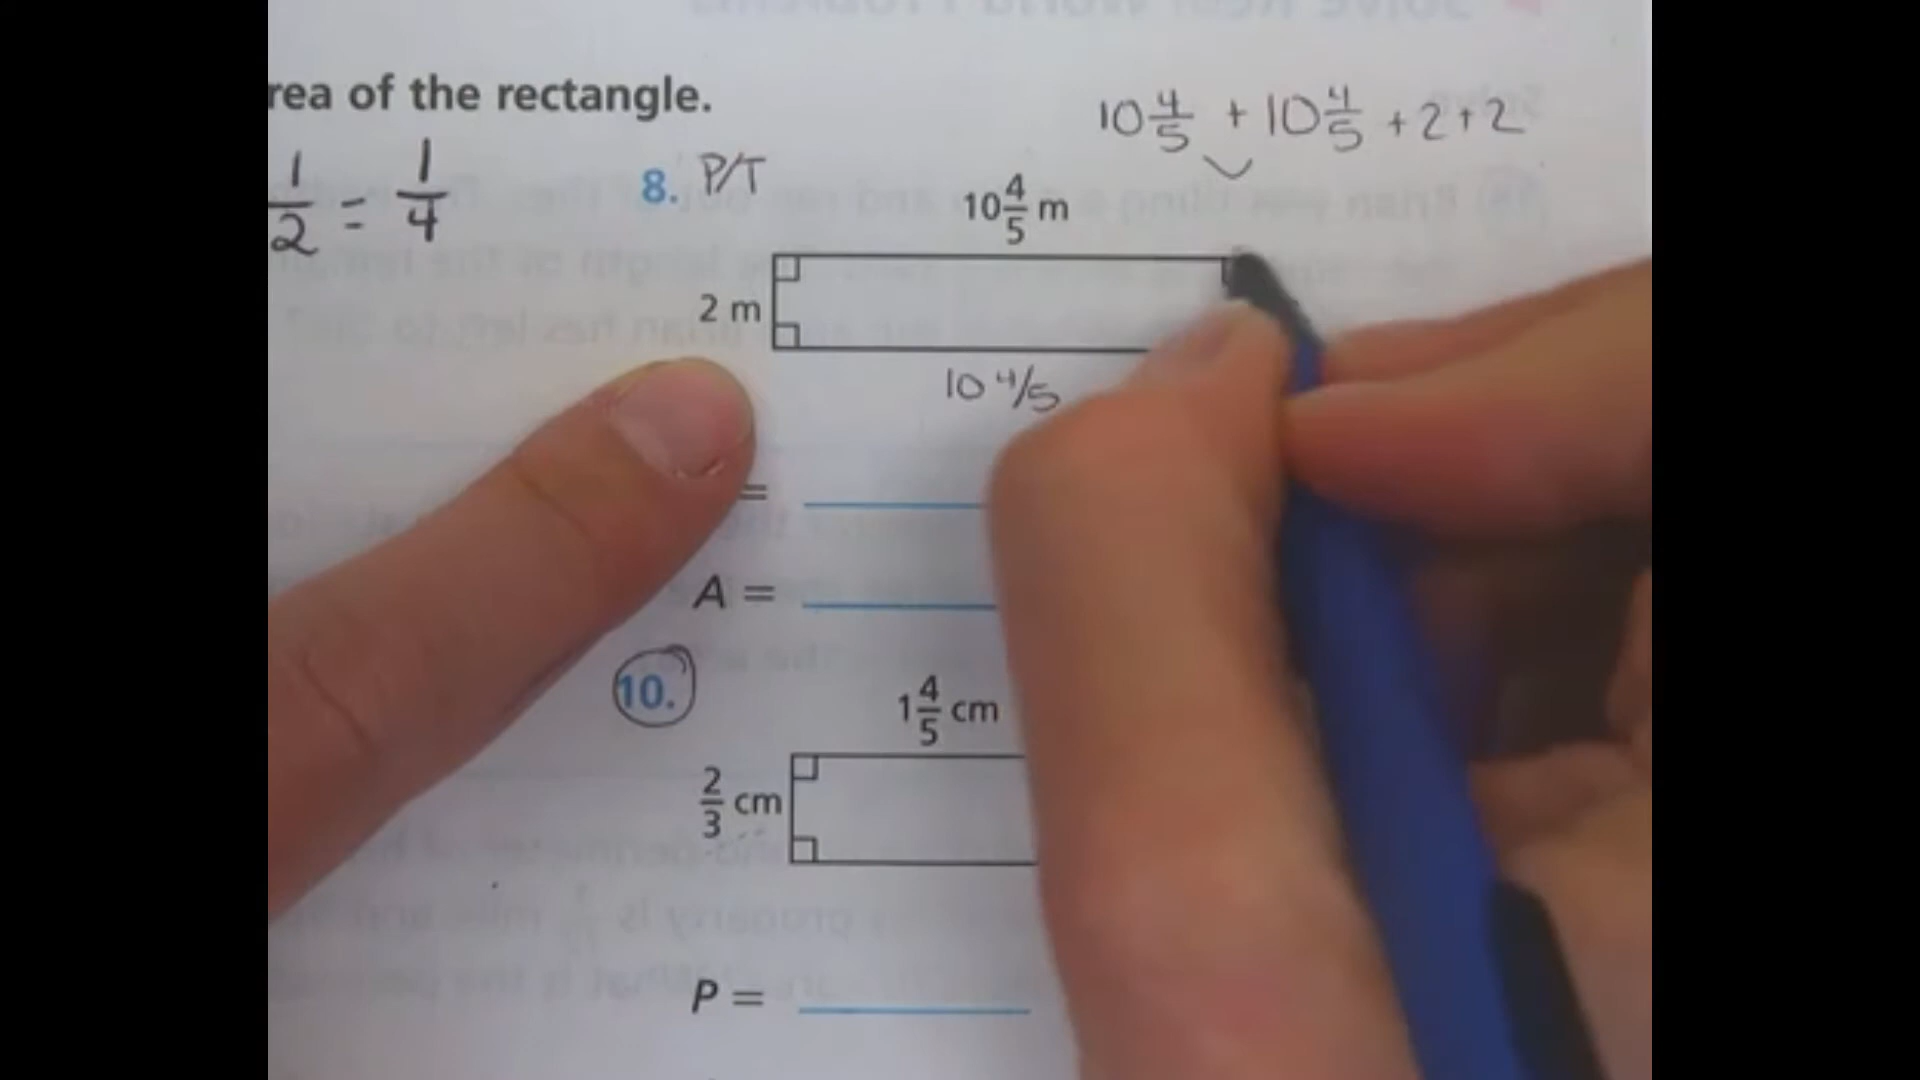 rea of the rectangle.
10 4/5 + 10 4/5 + 2 + 2
1/2 = 1/4
8. P/T
10 4/5 m
2 m
10 4/5
=
A =
10.
1 4/5 cm
2/3 cm
P =